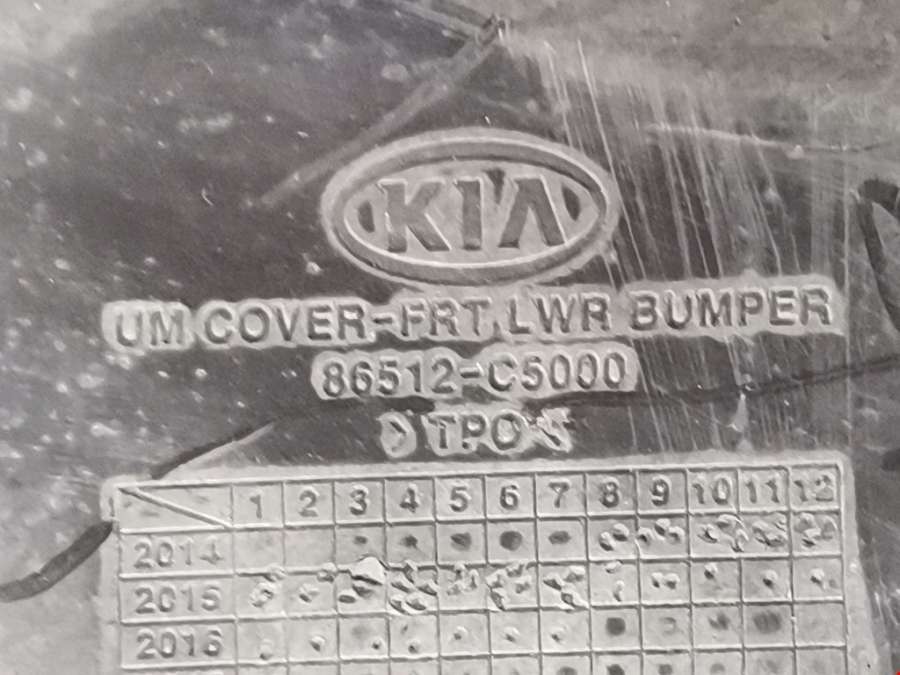 KIA
UM COVER-FRT, LWR BUMPER
86512-C5000
>TPO<
1 2 3 4 5 6 7 8 9 10 11 12
2014
2015
2016